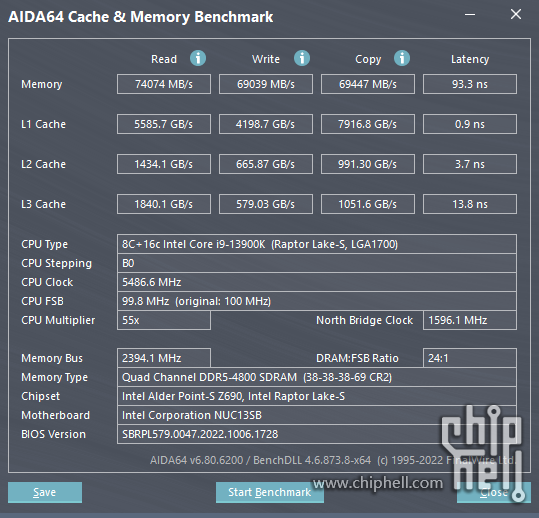 AIDA64 Cache & Memory Benchmark
Read Write Copy Latency
Memory 74074 MB/s 69039 MB/s 69447 MB/s 93.3 ns
L1 Cache 5585.7 GB/s 4198.7 GB/s 7916.8 GB/s 0.9 ns
L2 Cache 1434.1 GB/s 665.87 GB/s 991.30 GB/s 3.7 ns
L3 Cache 1840.1 GB/s 579.03 GB/s 1051.6 GB/s 13.8 ns
CPU Type 8C+16c Intel Core i9-13900K (Raptor Lake-S, LGA1700)
CPU Stepping B0
CPU Clock 5486.6 MHz
CPU FSB 99.8 MHz (original: 100 MHz)
CPU Multiplier 55x North Bridge Clock 1596.1 MHz
Memory Bus 2394.1 MHz DRAM:FSB Ratio 24:1
Memory Type Quad Channel DDR5-4800 SDRAM (38-38-38-69 CR2)
Chipset Intel Alder Point-S Z690, Intel Raptor Lake-S
Motherboard Intel Corporation NUC13SB
BIOS Version SBRPL579.0047.2022.1006.1728
AIDA64 v6.80.6200 / BenchDLL 4.6.873.8-x64 (c) 1995-2022 FinalWire Ltd.
Save Start Benchmark Close
www.chiphell.com
chip
hell